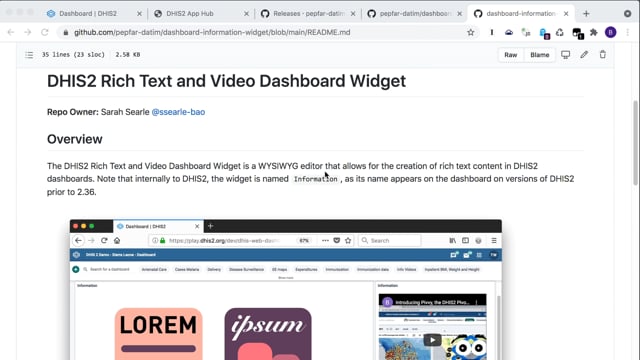 Dashboard | DHIS2
DHIS2 App Hub
Releases · pepfar-datim/das
pepfar-datim/dashboard
dashboard-information
github.com/pepfar-datim/dashboard-information-widget/blob/main/README.md
35 lines (23 sloc) 2.58 KB
Raw Blame
DHIS2 Rich Text and Video Dashboard Widget
Repo Owner: Sarah Searle @ssearle-bao
Overview
The DHIS2 Rich Text and Video Dashboard Widget is a WYSIWYG editor that allows for the creation of rich text content in DHIS2
dashboards. Note that internally to DHIS2, the widget is named Information, as its name appears on the dashboard on versions of DHIS2
prior to 2.36.
Dashboard | DHIS2
https://play.dhis2.org/dev/dhis-web-dashb
67%
Search
DHIS 2 Demo - Sierra Leone - Dashboard
Search for a dashboard
Antenatal Care
Cases Malaria
Delivery
Disease Surveillance
EE maps
Expenditures
Immunization
Immunization data
Info Videos
Inpatient BMI, Weight and Height
Show more
Information
Information
LOREM
ipsum
Introducing Pivvy, the DHIS2 Pivo...